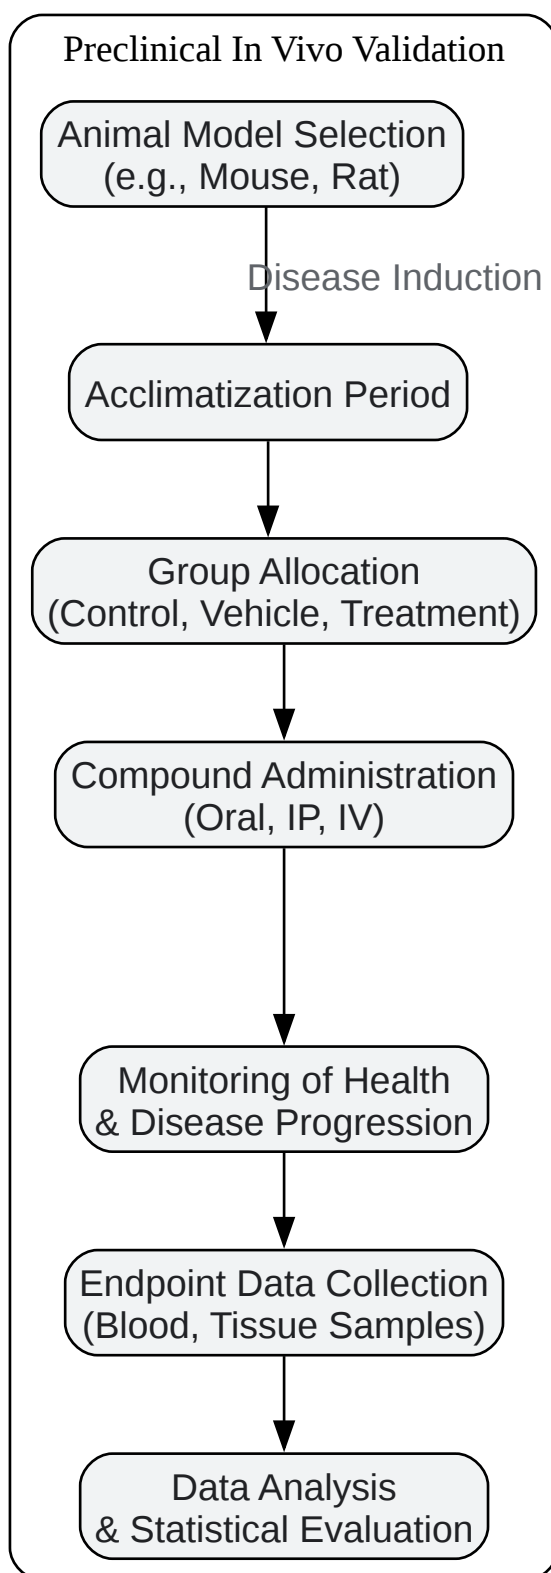 Preclinical In Vivo Validation
Animal Model Selection
(e.g., Mouse, Rat)
Disease Induction
Acclimatization Period
Group Allocation
(Control, Vehicle, Treatment)
Compound Administration
(Oral, IP, IV)
Monitoring of Health
& Disease Progression
Endpoint Data Collection
(Blood, Tissue Samples)
Data Analysis
& Statistical Evaluation